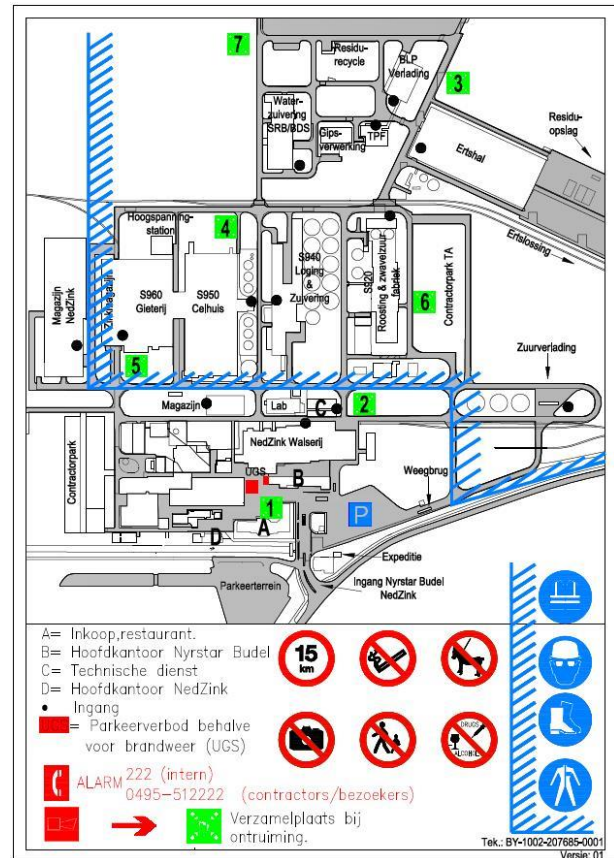 7
Residu-
recycle
BLP
Verlading
3
Water-
zuivering
SRB/BDS
Gips-
verwerking
TPF
Ertshal
Residu-
opslag
Hoogspanning-
station
4
Ertslossing
Magazijn
NedZink
Zinkmagazijn
S960
Gieterij
S950
Celhuis
S940
Loging
&
Zuivering
S920
Roosting & zwavelzuur
fabriek
6
Contractorpark TA
5
Zuurverlading
Magazijn
Lab
C
2
NedZink Walserij
Contractorpark
UGS
B
Weegbrug
1
A
P
D
Expeditie
Parkeerterrein
Ingang Nyrstar Budel
NedZink
A= Inkoop,restaurant.
B= Hoofdkantoor Nyrstar Budel
C= Technische dienst
D= Hoofdkantoor NedZink
• Ingang
UGS= Parkeerverbod behalve
voor brandweer (UGS)
15
km
DRUGS
ALCOHOL
ALARM 222 (intern)
0495-512222 (contractors/bezoekers)
Verzamelplaats bij
ontruiming.
Tek.: BY-1002-207685-0001
Versie: 01